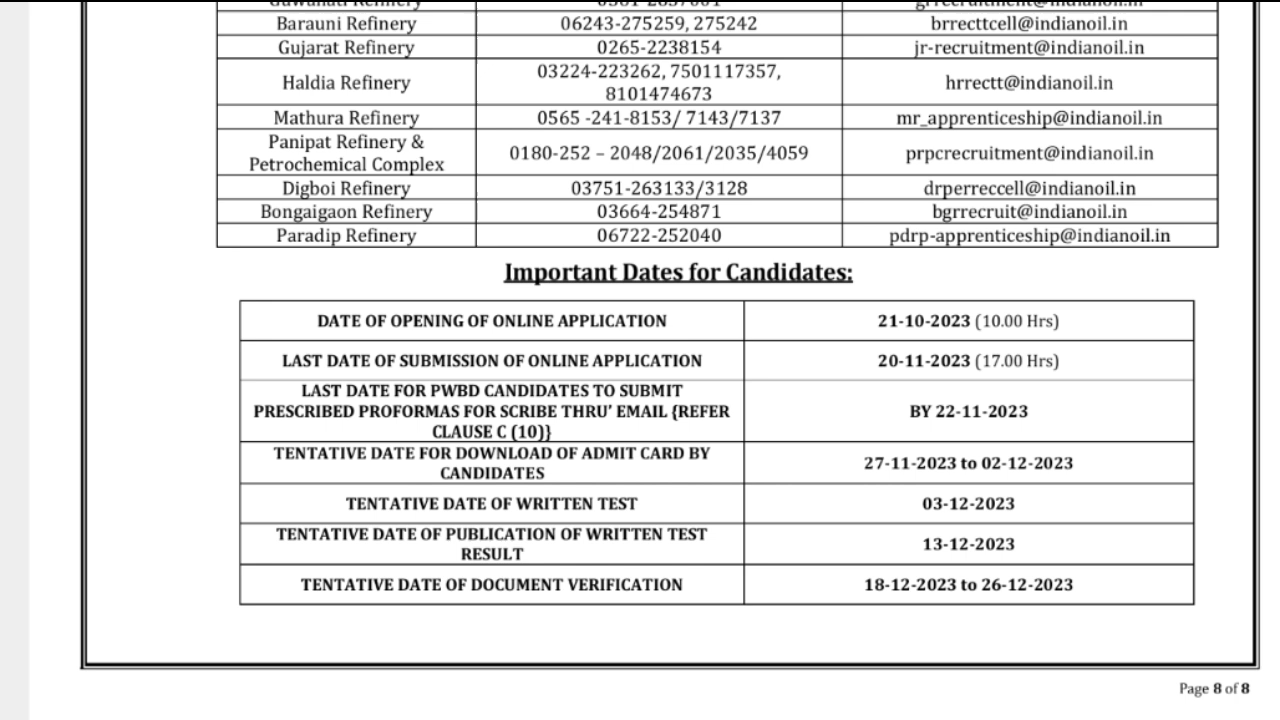 Barauni Refinery 06243-275259, 275242 brrecttcell@indianoil.in
Gujarat Refinery 0265-2238154 jr-recruitment@indianoil.in
Haldia Refinery 03224-223262, 7501117357, hrrectt@indianoil.in
8101474673
Mathura Refinery 0565 -241-8153/ 7143/7137 mr_apprenticeship@indianoil.in
Panipat Refinery &
Petrochemical Complex 0180-252 – 2048/2061/2035/4059 prpcrecruitment@indianoil.in
Digboi Refinery 03751-263133/3128 drperreccell@indianoil.in
Bongaigaon Refinery 03664-254871 bgrrecruit@indianoil.in
Paradip Refinery 06722-252040 pdrp-apprenticeship@indianoil.in
Important Dates for Candidates:
DATE OF OPENING OF ONLINE APPLICATION 21-10-2023 (10.00 Hrs)
LAST DATE OF SUBMISSION OF ONLINE APPLICATION 20-11-2023 (17.00 Hrs)
LAST DATE FOR PWBD CANDIDATES TO SUBMIT
PRESCRIBED PROFORMAS FOR SCRIBE THRU’ EMAIL {REFER BY 22-11-2023
CLAUSE C (10)}
TENTATIVE DATE FOR DOWNLOAD OF ADMIT CARD BY
CANDIDATES 27-11-2023 to 02-12-2023
TENTATIVE DATE OF WRITTEN TEST 03-12-2023
TENTATIVE DATE OF PUBLICATION OF WRITTEN TEST
RESULT 13-12-2023
TENTATIVE DATE OF DOCUMENT VERIFICATION 18-12-2023 to 26-12-2023
Page 8 of 8